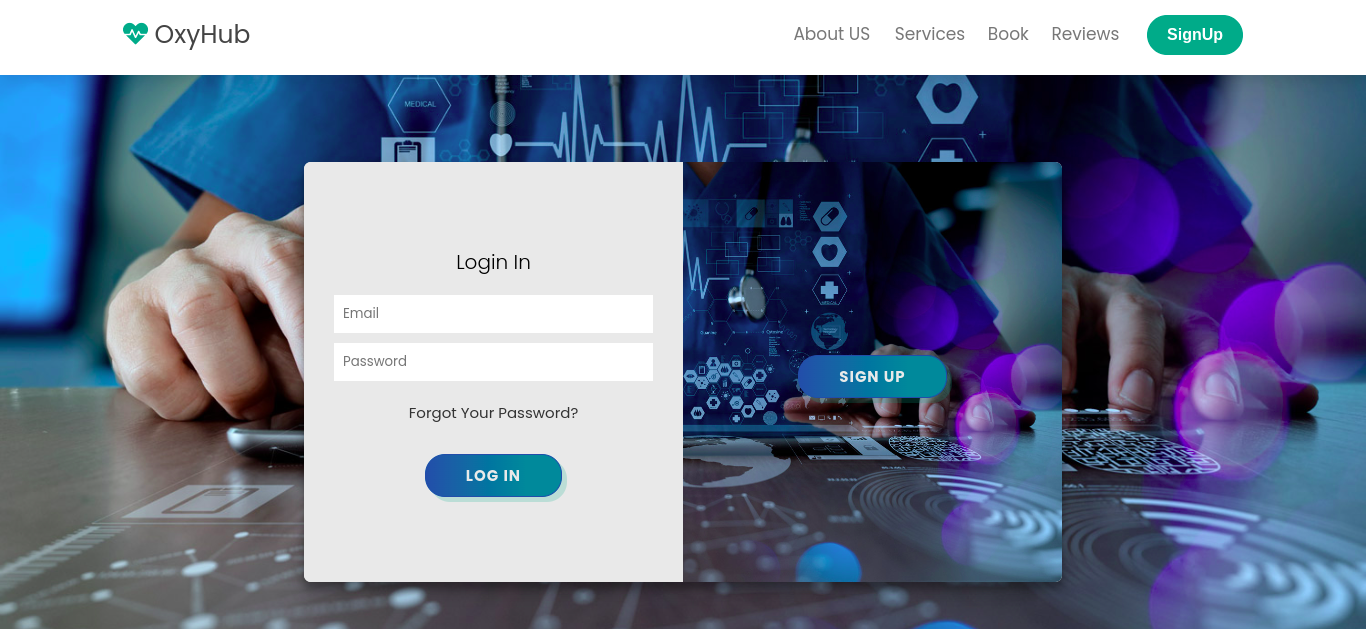 OxyHub
About US Services Book Reviews SignUp
MEDICAL
Login In
Email
Password
SIGN UP
Forgot Your Password?
LOG IN